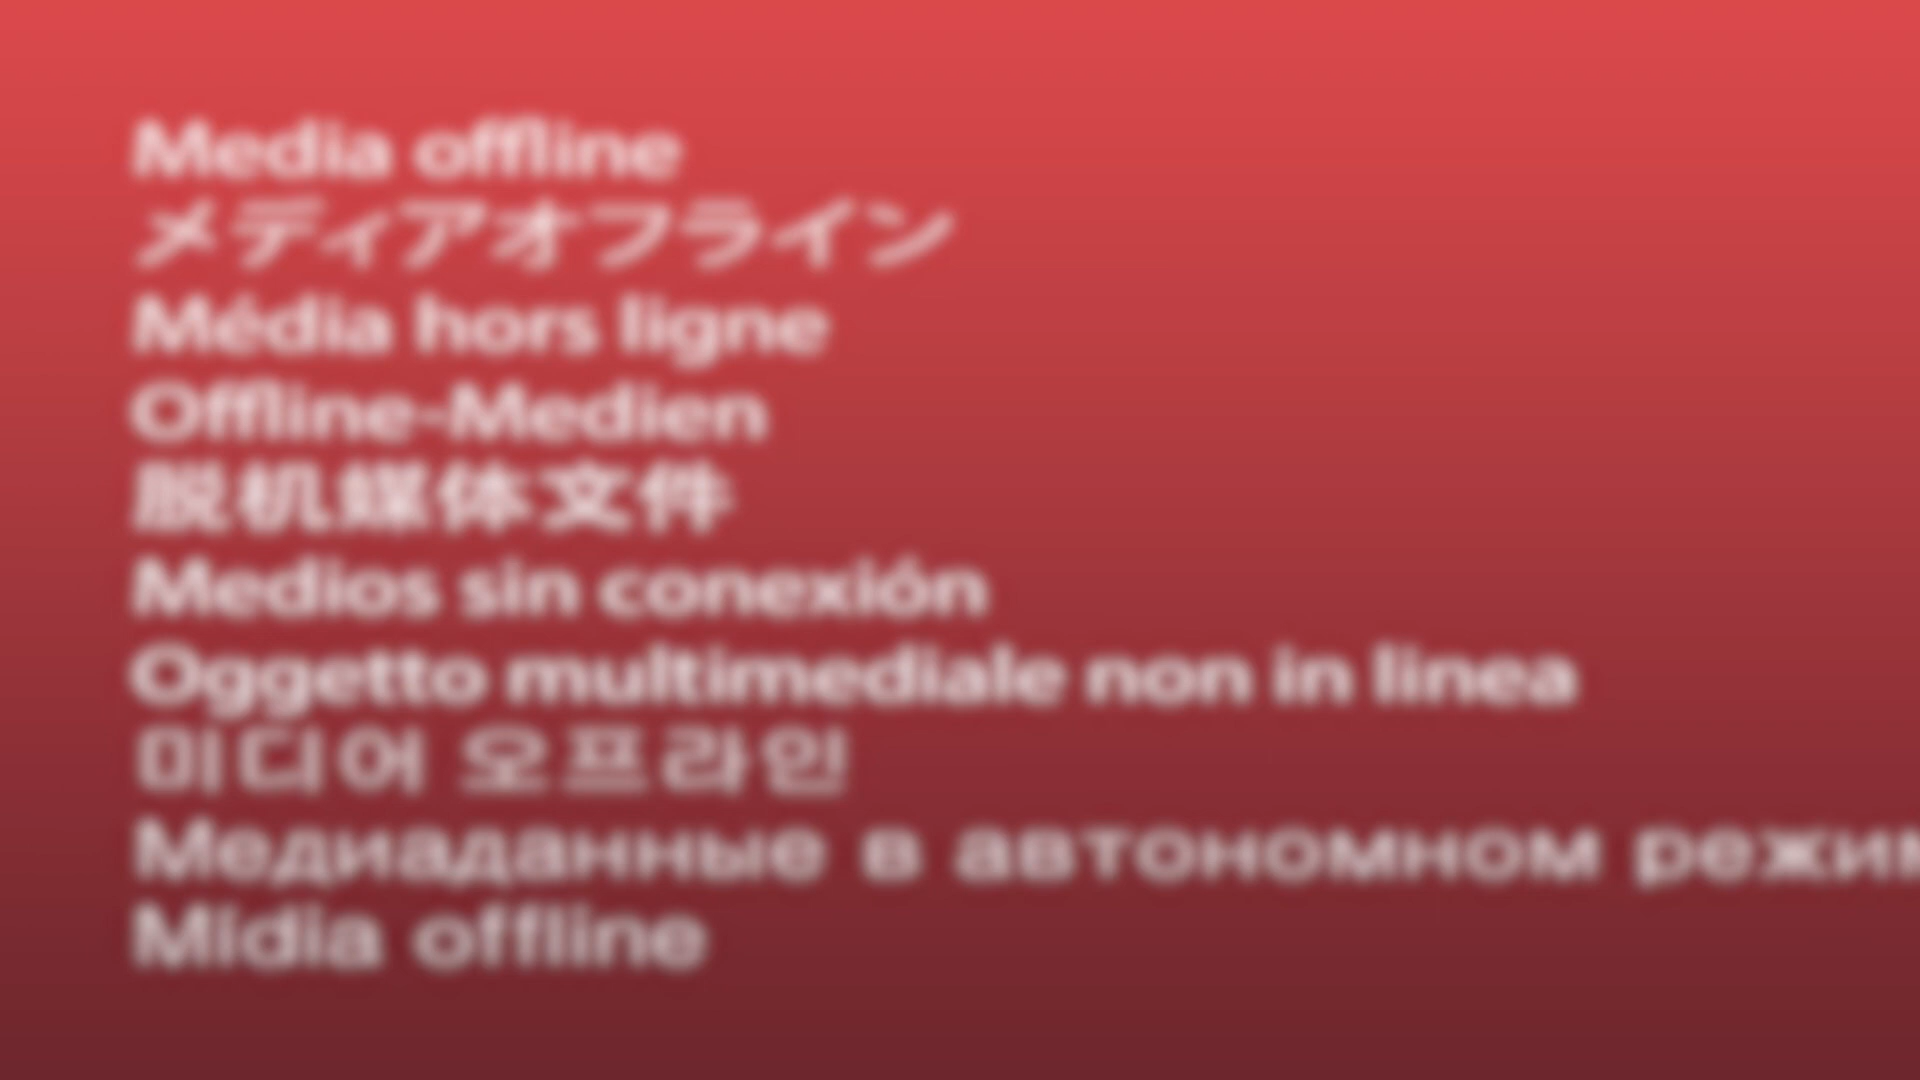 Media offline
メディアオフライン
Média hors ligne
Offline-Medien
脱机媒体文件
Medios sin conexión
Oggetto multimediale non in linea
미디어 오프라인
Медиаданные в автономном режим
Mídia offline